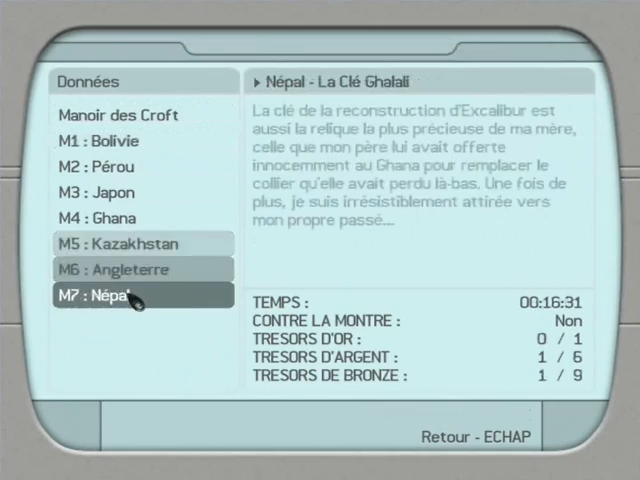 Données
Manoir des Croft
M1 : Bolivie
M2 : Pérou
M3 : Japon
M4 : Ghana
M5 : Kazakhstan
M6 : Angleterre
M7 : Népal
Népal - La Clé Ghalali
La clé de la reconstruction d'Excalibur est
aussi la relique la plus précieuse de ma mère,
celle que mon père lui avait offerte
innocemment au Ghana pour remplacer le
collier qu'elle avait perdu là-bas. Une fois de
plus, je suis irrésistiblement attirée vers
mon propre passé....
TEMPS : 00:16:31
CONTRE LA MONTRE : Non
TRESORS D'OR : 0 / 1
TRESORS D'ARGENT : 1 / 6
TRESORS DE BRONZE : 1 / 9
Retour - ECHAP